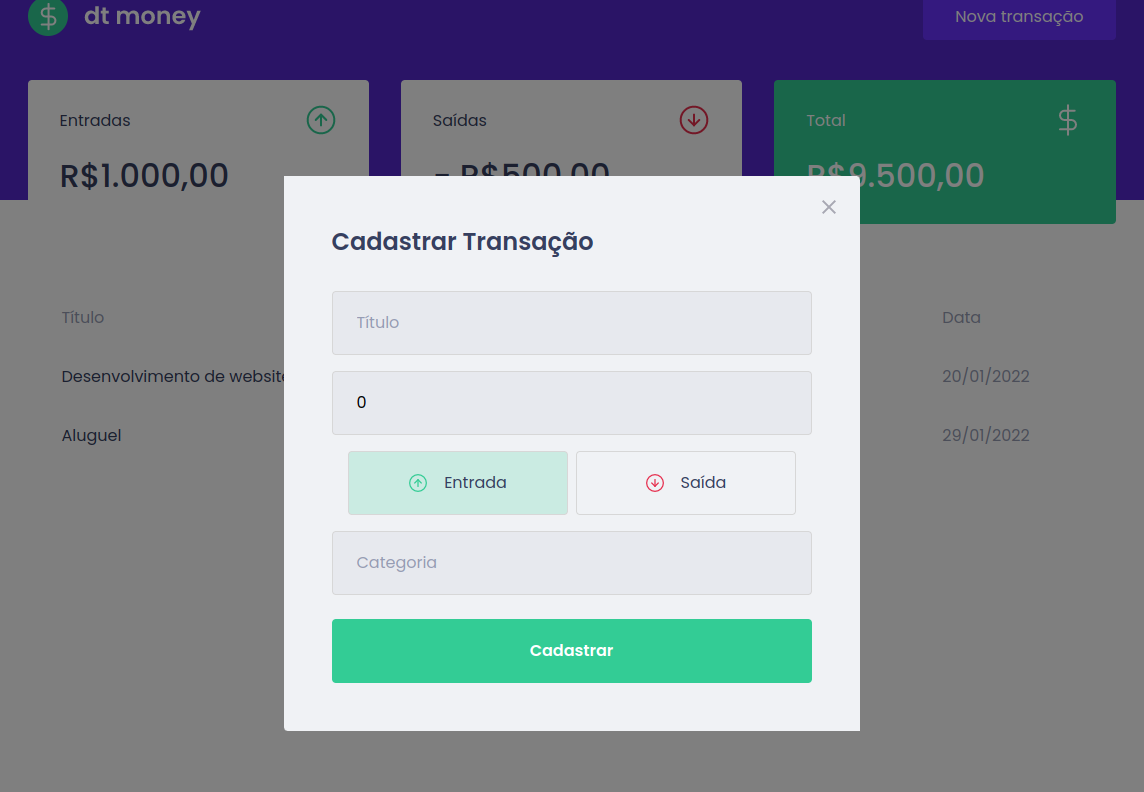 dt money
Nova transação
Entradas
Saídas
Total
R$1.000,00
- R$500,00
R$9.500,00
Cadastrar Transação
Título
Data
Título
Desenvolvimento de website
20/01/2022
0
Aluguel
29/01/2022
Entrada
Saída
Categoria
Cadastrar